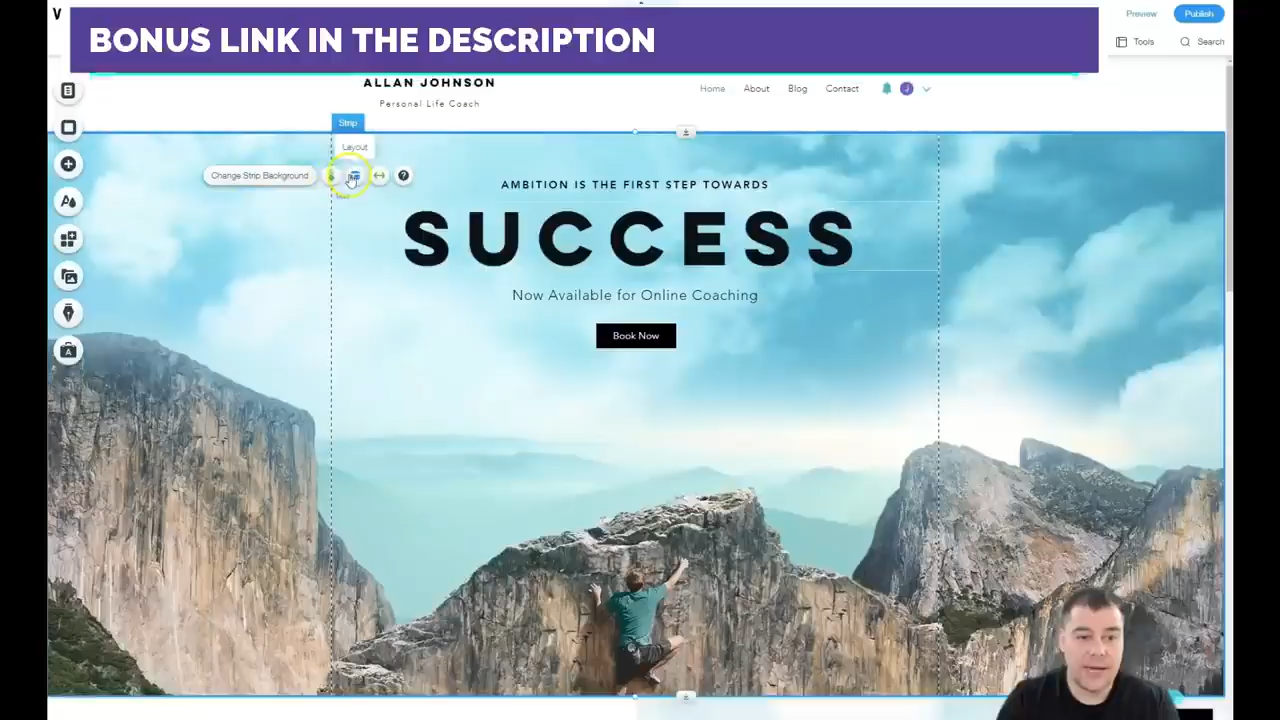 BONUS LINK IN THE DESCRIPTION
Preview
Publish
Tools
Search
ALLAN JOHNSON
Personal Life Coach
Home
About
Blog
Contact
J
Strip
Layout
Change Strip Background
?
AMBITION IS THE FIRST STEP TOWARDS
SUCCESS
Now Available for Online Coaching
Book Now